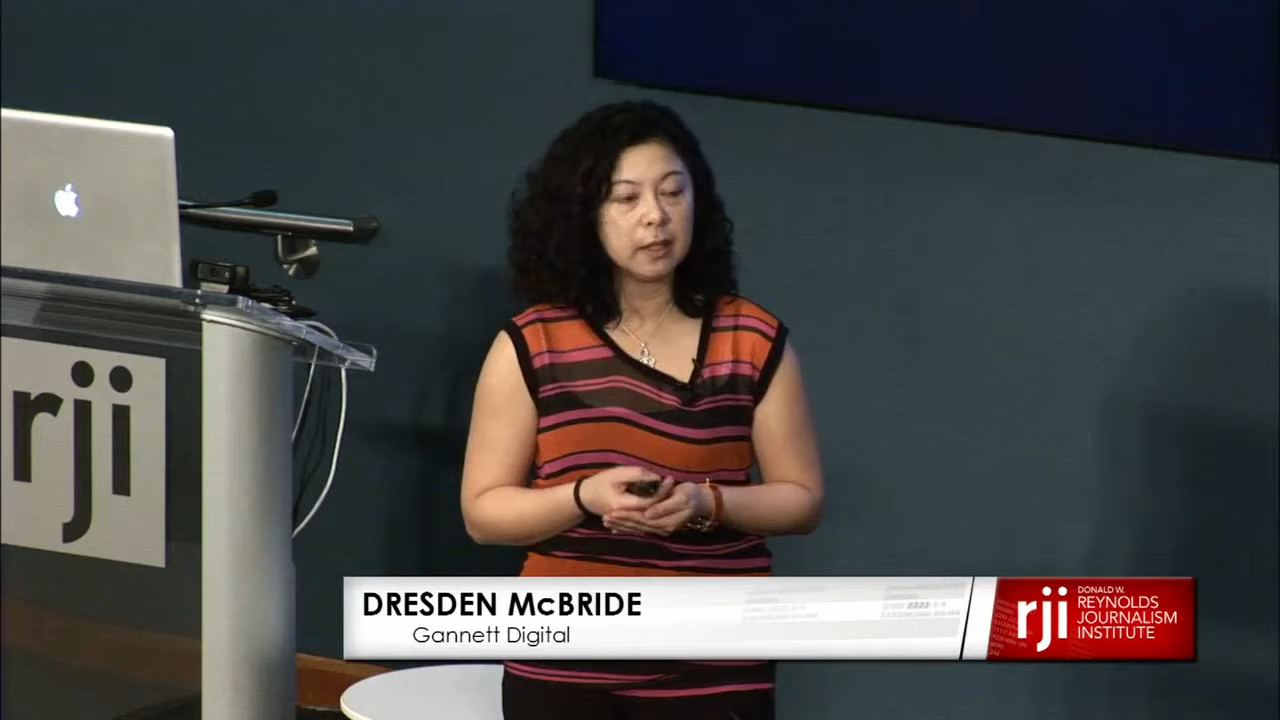 rji
DRESDEN McBRIDE
Gannett Digital
rji
DONALD W.
REYNOLDS
JOURNALISM
INSTITUTE